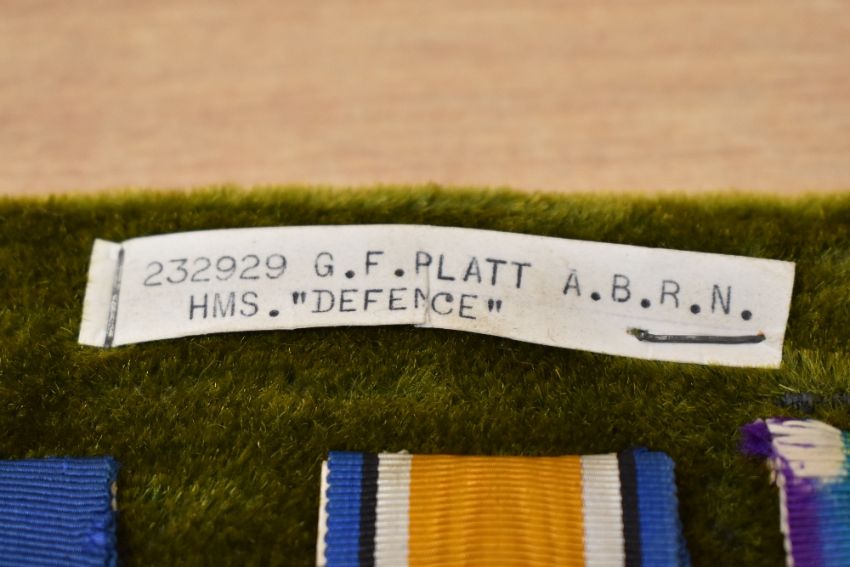 232929 G.F.PLATT A.B.R.N.
HMS."DEFENCE"